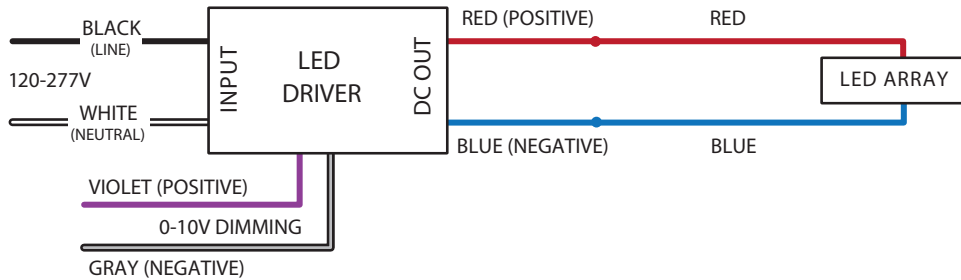 BLACK
(LINE)
120-277V
WHITE
(NEUTRAL)
INPUT
LED
DRIVER
DC OUT
RED (POSITIVE)
RED
LED ARRAY
BLUE (NEGATIVE)
BLUE
VIOLET (POSITIVE)
0-10V DIMMING
GRAY (NEGATIVE)